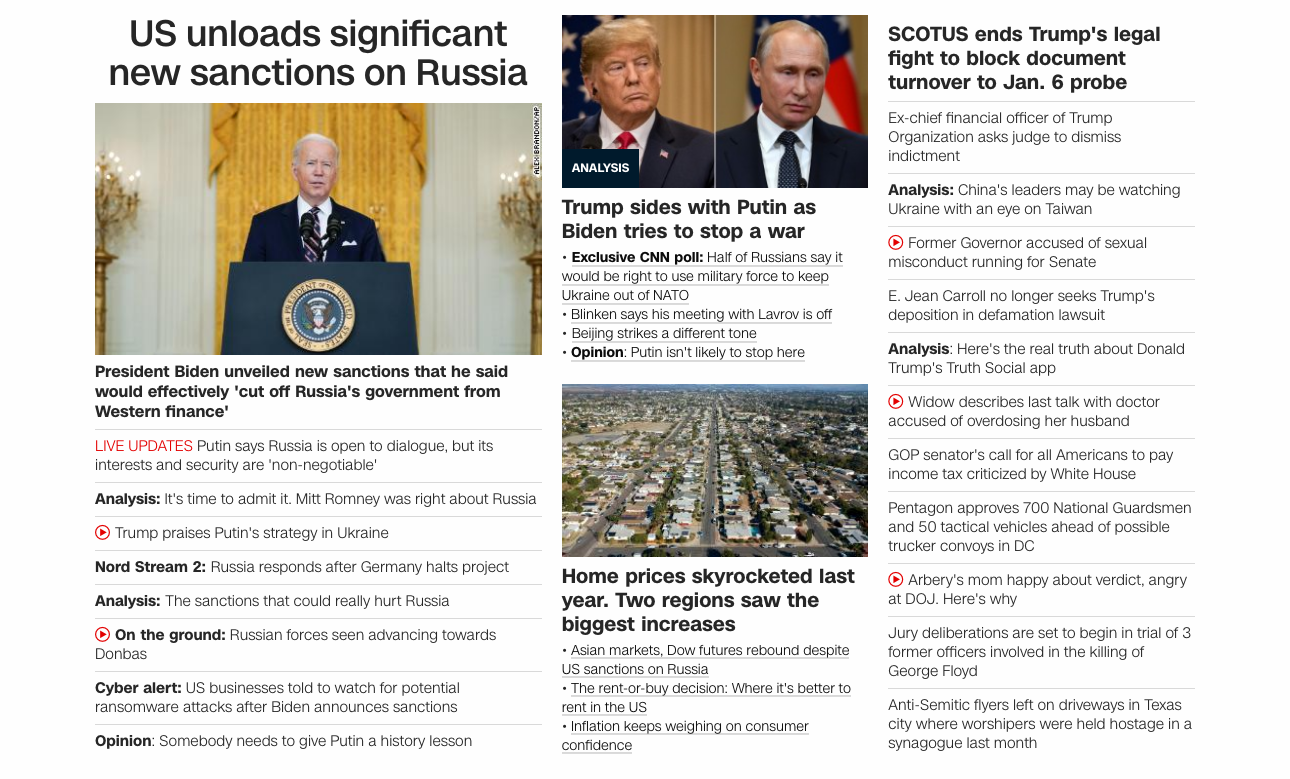 US unloads significant
new sanctions on Russia
ALEX BRANDON/AP
President Biden unveiled new sanctions that he said
would effectively 'cut off Russia's government from
Western finance'
LIVE UPDATES Putin says Russia is open to dialogue, but its
interests and security are 'non-negotiable'
Analysis: It's time to admit it. Mitt Romney was right about Russia
Trump praises Putin's strategy in Ukraine
Nord Stream 2: Russia responds after Germany halts project
Analysis: The sanctions that could really hurt Russia
On the ground: Russian forces seen advancing towards
Donbas
Cyber alert: US businesses told to watch for potential
ransomware attacks after Biden announces sanctions
Opinion: Somebody needs to give Putin a history lesson
ANALYSIS
Trump sides with Putin as
Biden tries to stop a war
• Exclusive CNN poll: Half of Russians say it
would be right to use military force to keep
Ukraine out of NATO
• Blinken says his meeting with Lavrov is off
• Beijing strikes a different tone
• Opinion: Putin isn't likely to stop here
Home prices skyrocketed last
year. Two regions saw the
biggest increases
• Asian markets, Dow futures rebound despite
US sanctions on Russia
• The rent-or-buy decision: Where it's better to
rent in the US
• Inflation keeps weighing on consumer
confidence
SCOTUS ends Trump's legal
fight to block document
turnover to Jan. 6 probe
Ex-chief financial officer of Trump
Organization asks judge to dismiss
indictment
Analysis: China's leaders may be watching
Ukraine with an eye on Taiwan
Former Governor accused of sexual
misconduct running for Senate
E. Jean Carroll no longer seeks Trump's
deposition in defamation lawsuit
Analysis: Here's the real truth about Donald
Trump's Truth Social app
Widow describes last talk with doctor
accused of overdosing her husband
GOP senator's call for all Americans to pay
income tax criticized by White House
Pentagon approves 700 National Guardsmen
and 50 tactical vehicles ahead of possible
trucker convoys in DC
Arbery's mom happy about verdict, angry
at DOJ. Here's why
Jury deliberations are set to begin in trial of 3
former officers involved in the killing of
George Floyd
Anti-Semitic flyers left on driveways in Texas
city where worshipers were held hostage in a
synagogue last month